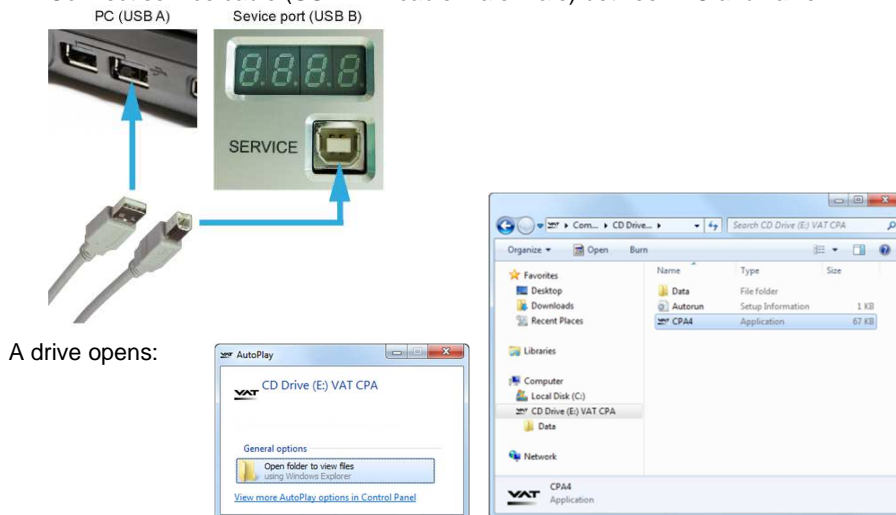 PC (USB A)
Sevice port (USB B)
8.8.8.8
SERVICE
A drive opens:
VAT AutoPlay
VAT CD Drive (E:) VAT CPA
General options
Open folder to view files
using Windows Explorer
View more AutoPlay options in Control Panel
Com... CD Drive... Search CD Drive (E:) VAT CPA
Organize Open Burn
Favorites
Desktop
Downloads
Recent Places
Libraries
Computer
Local Disk (C:)
CD Drive (E:) VAT CPA
Data
Network
Name Type Size
Data File folder
Autorun Setup Information 1 KB
CPA4 Application 67 KB
VAT CPA4
Application